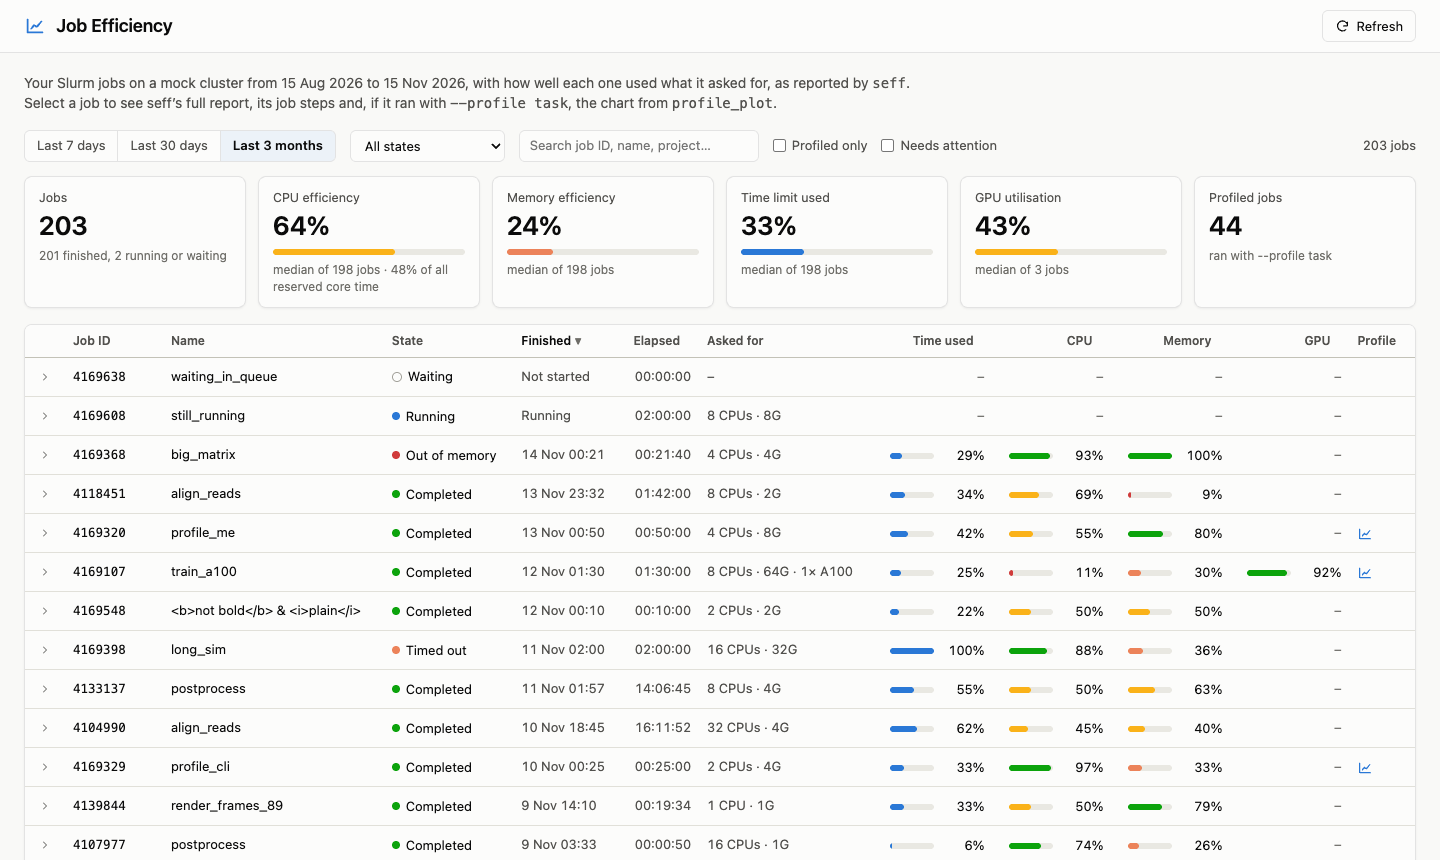 Job Efficiency
Refresh
Your Slurm jobs on a mock cluster from 15 Aug 2026 to 15 Nov 2026, with how well each one used what it asked for, as reported by seff.
Select a job to see seff's full report, its job steps and, if it ran with --profile task, the chart from profile_plot.
Last 7 days Last 30 days Last 3 months All states Search job ID, name, project... Profiled only Needs attention 203 jobs
Jobs
203
201 finished, 2 running or waiting
CPU efficiency
64%
median of 198 jobs · 48% of all
reserved core time
Memory efficiency
24%
median of 198 jobs
Time limit used
33%
median of 198 jobs
GPU utilisation
43%
median of 3 jobs
Profiled jobs
44
ran with --profile task
Job ID Name State Finished ▼ Elapsed Asked for Time used CPU Memory GPU Profile
4169638 waiting_in_queue Waiting Not started 00:00:00 – – – – –
4169608 still_running Running Running 02:00:00 8 CPUs · 8G – – – –
4169368 big_matrix Out of memory 14 Nov 00:21 00:21:40 4 CPUs · 4G 29% 93% 100% –
4118451 align_reads Completed 13 Nov 23:32 01:42:00 8 CPUs · 2G 34% 69% 9% –
4169320 profile_me Completed 13 Nov 00:50 00:50:00 4 CPUs · 8G 42% 55% 80% –
4169107 train_a100 Completed 12 Nov 01:30 01:30:00 8 CPUs · 64G · 1× A100 25% 11% 30% 92%
4169548 <b>not bold</b> & <i>plain</i> Completed 12 Nov 00:10 00:10:00 2 CPUs · 2G 22% 50% 50% –
4169398 long_sim Timed out 11 Nov 02:00 02:00:00 16 CPUs · 32G 100% 88% 36% –
4133137 postprocess Completed 11 Nov 01:57 14:06:45 8 CPUs · 4G 55% 50% 63% –
4104990 align_reads Completed 10 Nov 18:45 16:11:52 32 CPUs · 4G 62% 45% 40% –
4169329 profile_cli Completed 10 Nov 00:25 00:25:00 2 CPUs · 4G 33% 97% 33% –
4139844 render_frames_89 Completed 9 Nov 14:10 00:19:34 1 CPU · 1G 33% 50% 79% –
4107977 postprocess Completed 9 Nov 03:33 00:00:50 16 CPUs · 1G 6% 74% 26% –